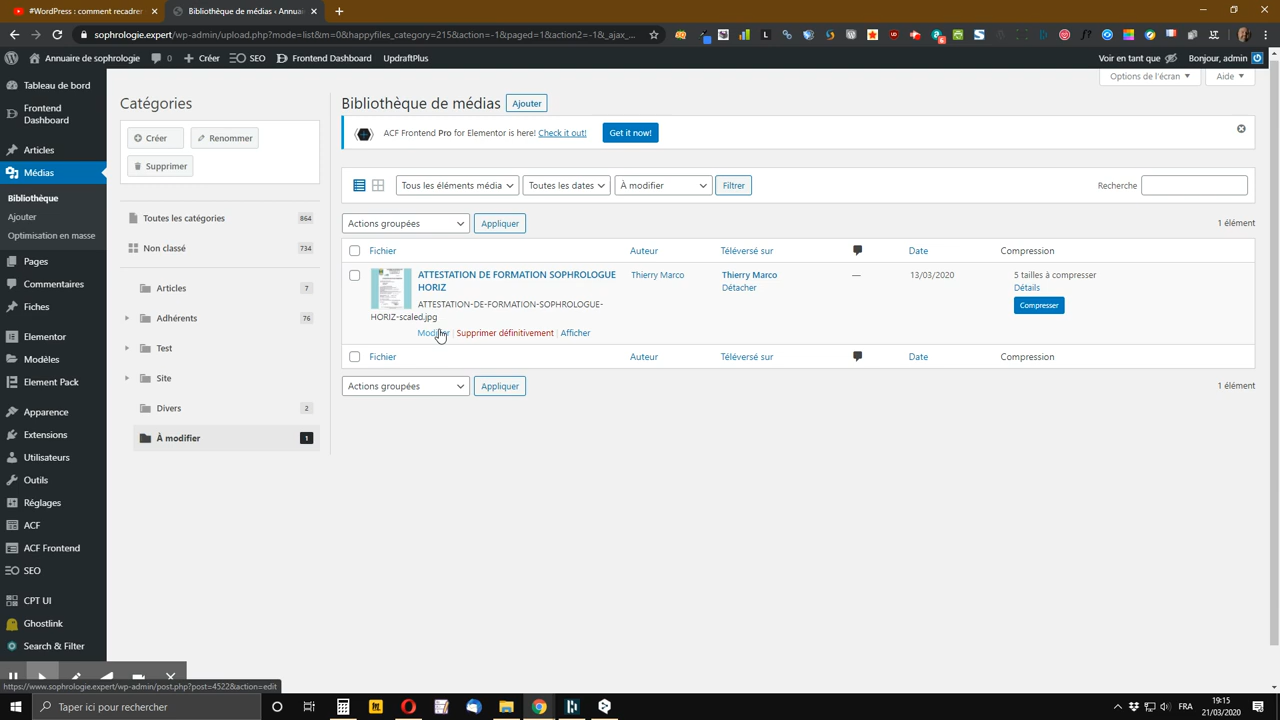 #WordPress : comment recadrer
Bibliothèque de médias ‹ Annuai
sophrologie.expert/wp-admin/upload.php?mode=list&m=0&happyfiles_category=215&action=-1&paged=1&action2=-1&_ajax_...
Annuaire de sophrologie
0
Créer
SEO
Frontend Dashboard
UpdraftPlus
Voir en tant que
Bonjour, admin
Tableau de bord
Frontend
Dashboard
Articles
Médias
Bibliothèque
Ajouter
Optimisation en masse
Pages
Commentaires
Fiches
Elementor
Modèles
Element Pack
Apparence
Extensions
Utilisateurs
Outils
Réglages
ACF
ACF Frontend
SEO
CPT UI
Ghostlink
Search & Filter
Catégories
Créer
Renommer
Supprimer
Toutes les catégories 864
Non classé 734
Articles 7
Adhérents 76
Test
Site
Divers 2
À modifier 1
Options de l'écran
Aide
Bibliothèque de médias Ajouter
ACF Frontend Pro for Elementor is here! Check it out! Get it now!
Tous les éléments média Toutes les dates À modifier Filtrer
Recherche
Actions groupées Appliquer
1 élément
Fichier Auteur Téléversé sur Date Compression
ATTESTATION DE FORMATION SOPHROLOGUE
HORIZ
ATTESTATION-DE-FORMATION-SOPHROLOGUE-
HORIZ-scaled.jpg
Modifier | Supprimer définitivement | Afficher
Thierry Marco
Thierry Marco
Détacher
—
13/03/2020
5 tailles à compresser
Détails
Compresser
Fichier Auteur Téléversé sur Date Compression
Actions groupées Appliquer
1 élément
https://www.sophrologie.expert/wp-admin/post.php?post=4522&action=edit
Taper ici pour rechercher
FRA
19:15
21/03/2020